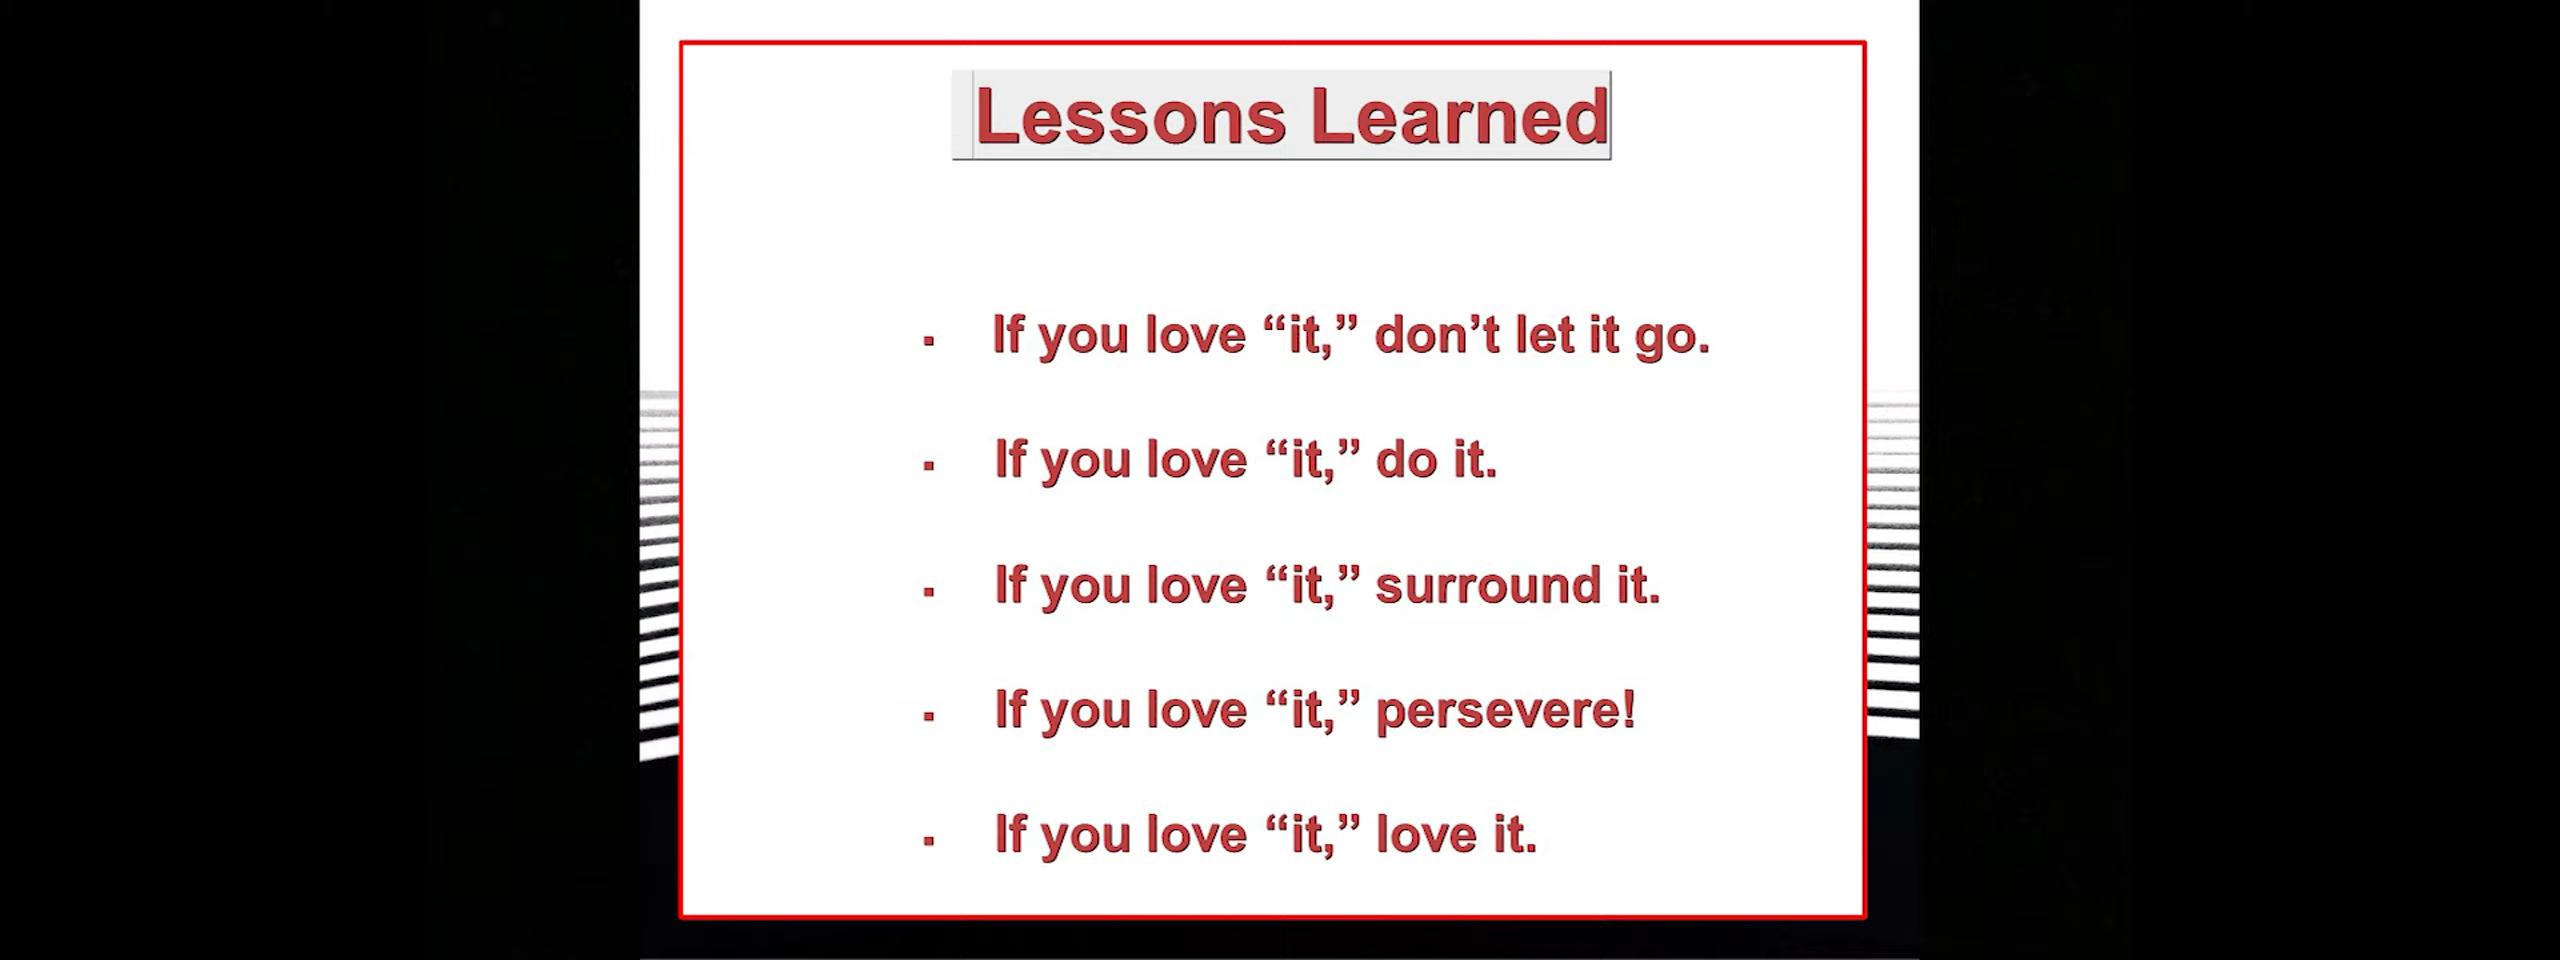 Lessons Learned
▪ If you love “it,” don’t let it go.
▪ If you love “it,” do it.
▪ If you love “it,” surround it.
▪ If you love “it,” persevere!
▪ If you love “it,” love it.